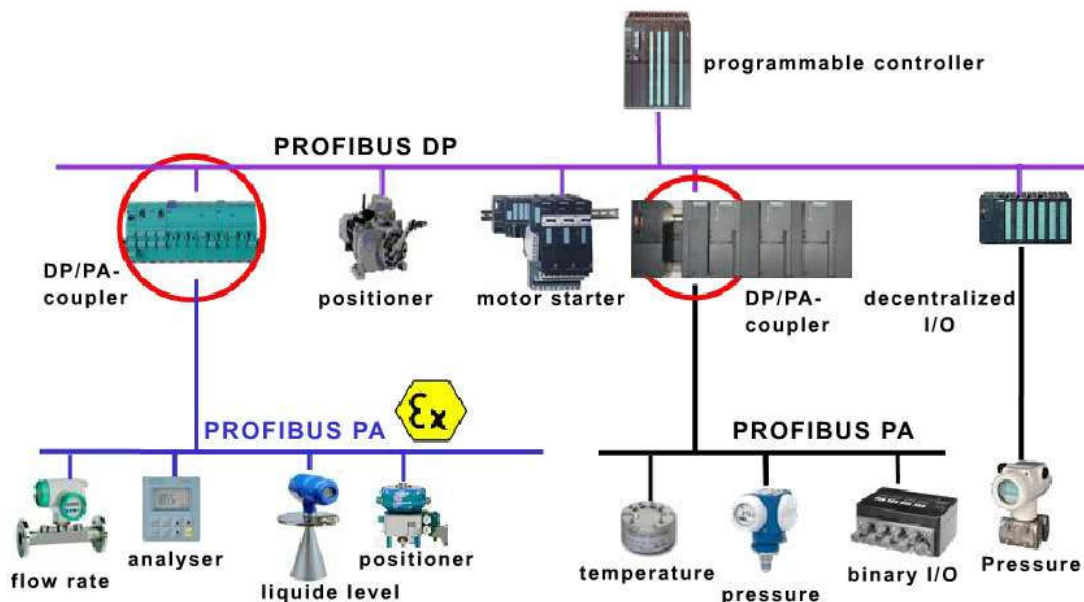 programmable controller
PROFIBUS DP
DP/PA-
coupler
positioner
motor starter
DP/PA-
coupler
decentralized
I/O
PROFIBUS PA
Ex
PROFIBUS PA
flow rate
analyser
liquide level
positioner
temperature
pressure
binary I/O
Pressure